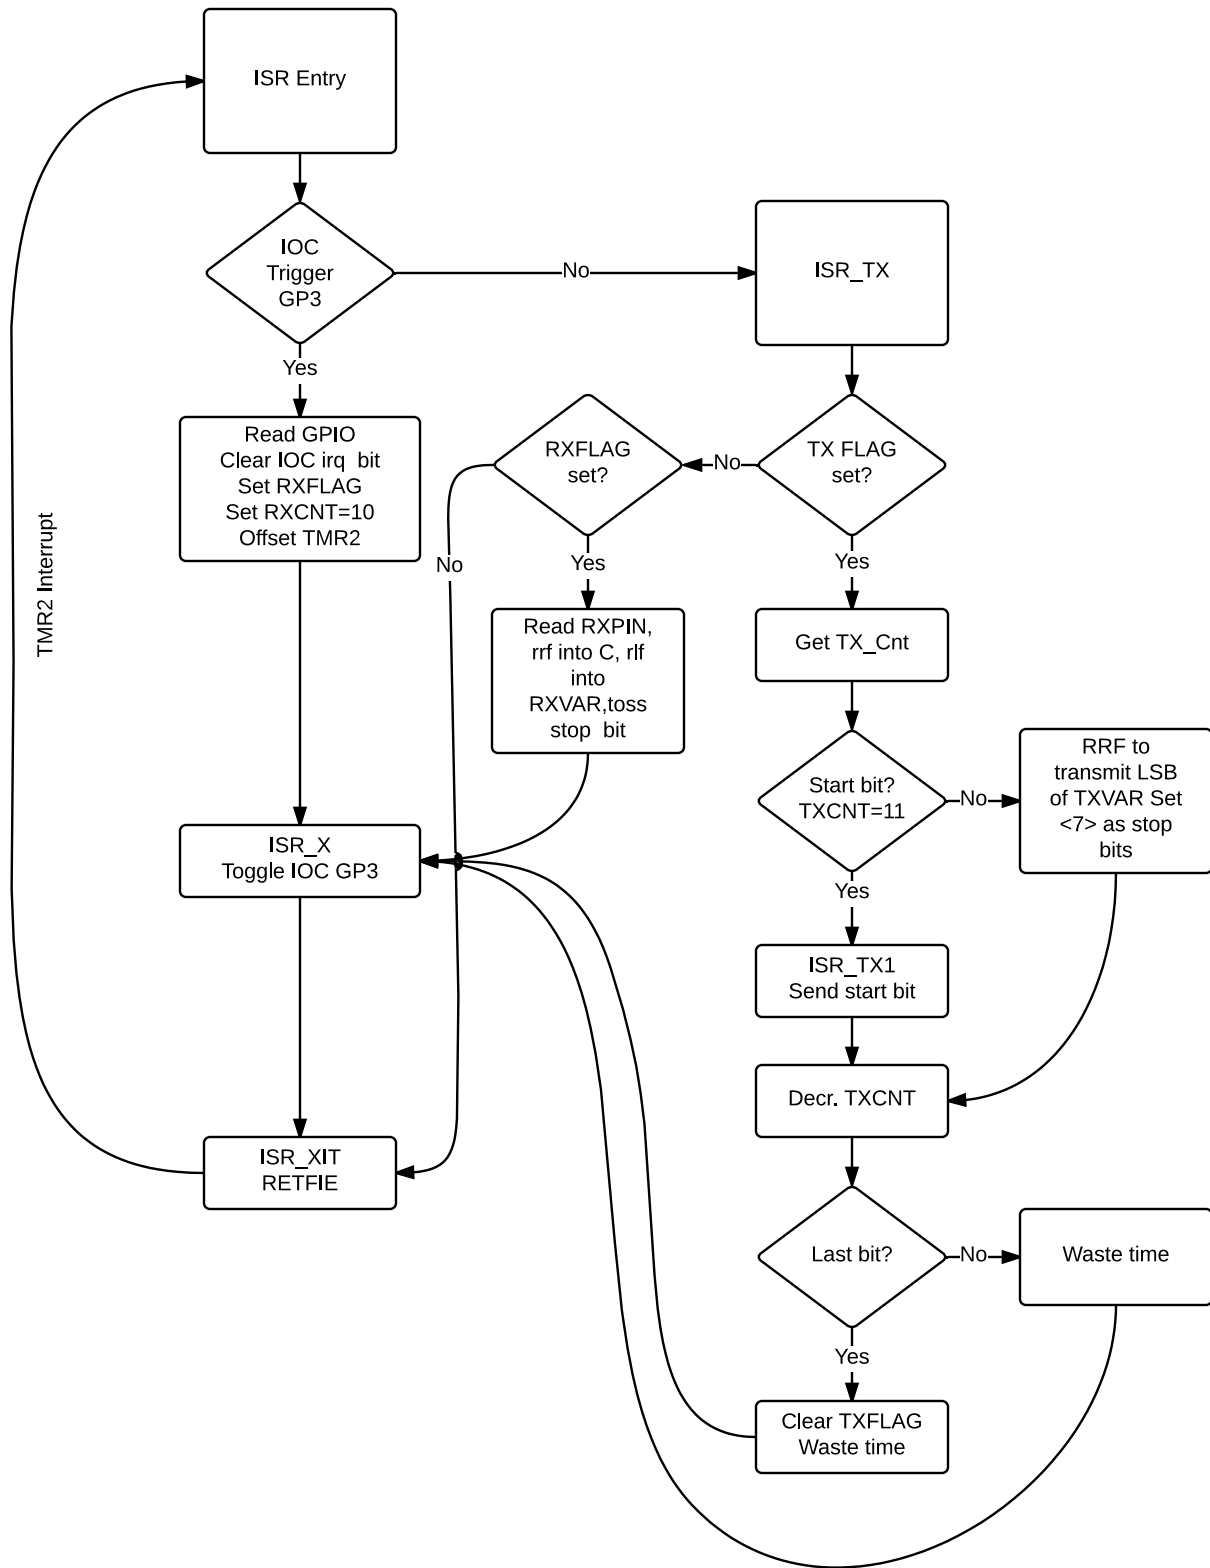 ISR Entry
IOC
Trigger
GP3
No
ISR_TX
Yes
Read GPIO
Clear IOC irq  bit
Set RXFLAG
Set RXCNT=10
Offset TMR2
RXFLAG
set?
No
TX FLAG
set?
TMR2 Interrupt
No
Yes
Yes
Read RXPIN,
rrf into C, rlf
into
RXVAR,toss
stop  bit
Get TX_Cnt
Start bit?
TXCNT=11
No
RRF to
transmit LSB
of TXVAR Set
<7> as stop
bits
ISR_X
Toggle IOC GP3
Yes
ISR_TX1
Send start bit
Decr. TXCNT
ISR_XIT
RETFIE
Last bit?
No
Waste time
Yes
Clear TXFLAG
Waste time